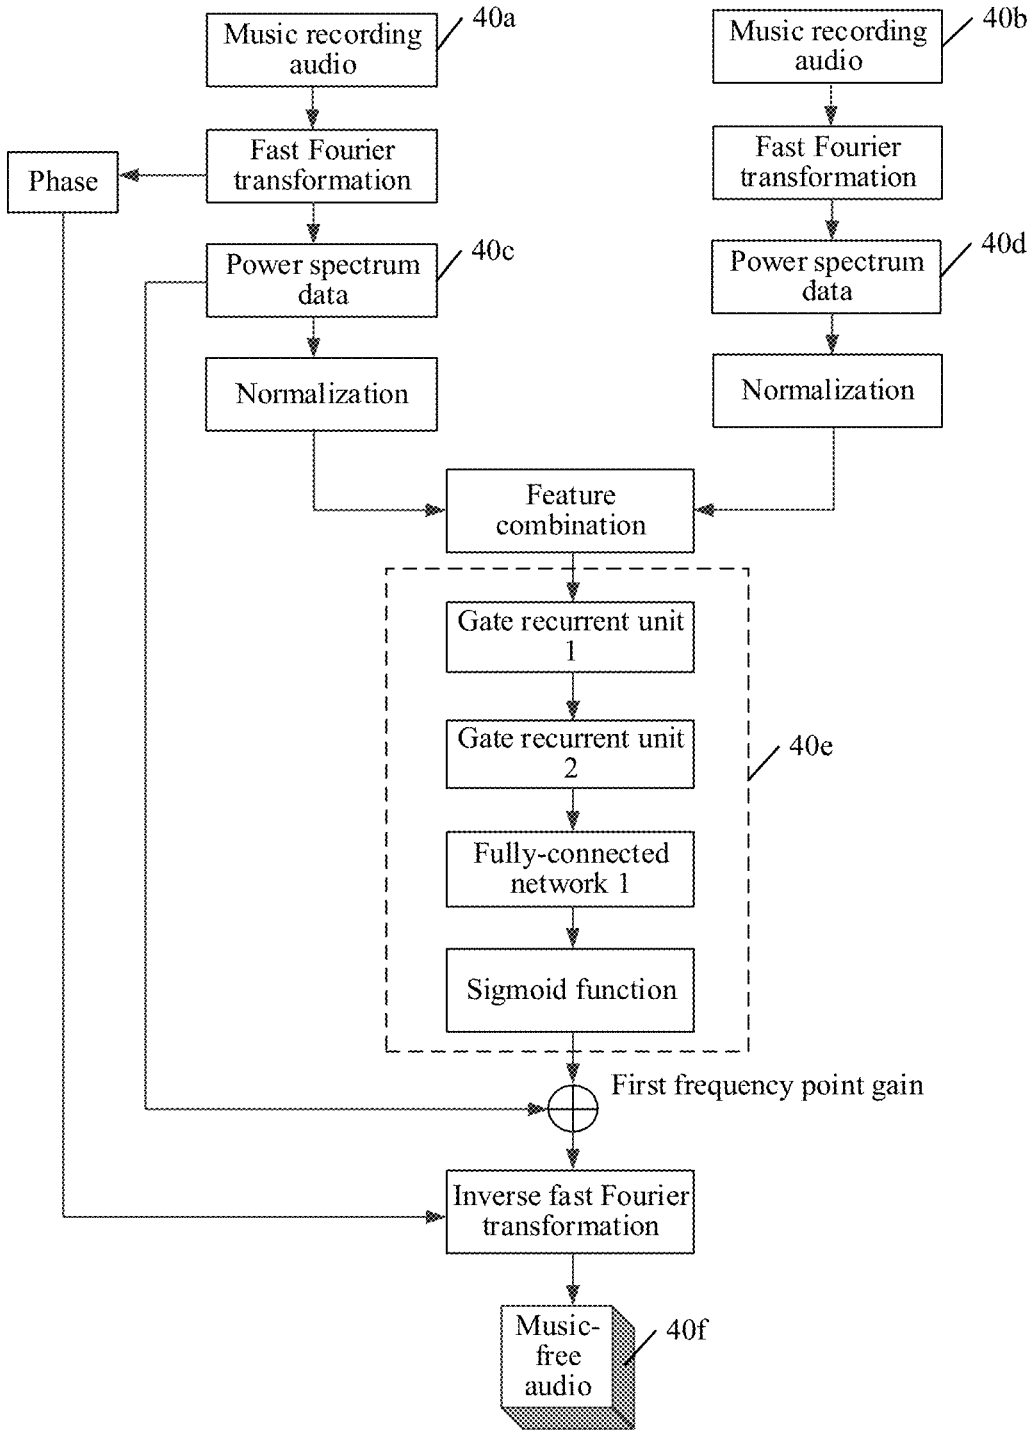 Music recording
audio
40a
Music recording
audio
40b
Fast Fourier
transformation
Phase
Fast Fourier
transformation
Power spectrum
data
40c
Power spectrum
data
40d
Normalization
Normalization
Feature
combination
Gate recurrent unit
1
Gate recurrent unit
2
40e
Fully-connected
network 1
Sigmoid function
First frequency point gain
Inverse fast Fourier
transformation
Music-
free
audio
40f